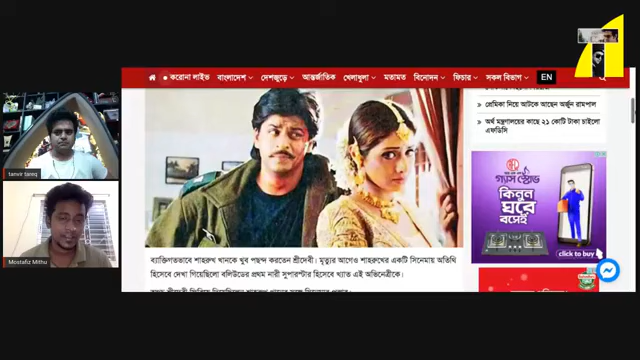 করোনা লাইভ বাংলাদেশ দেশজুড়ে আন্তর্জাতিক খেলাধুলা মতামত বিনোদন ফিচার সকল বিভাগ EN
প্রেমিকা নিয়ে আটকে আছেন অর্জুন রামপাল
অর্থ মন্ত্রণালয়ের কাছে ২১ কোটি টাকা চাইলো
এফডিসি
tanvir tareq
Mostafiz Mithu
গ্যাস স্টোভ
কিনুন
ঘরে
বসেই
click to buy
ব্যাক্তিগতভাবে শাহরুখ খানকে খুব পছন্দ করতেন শ্রীদেবী। মৃত্যুর আগেও শাহরুখের একটি সিনেমায় অতিথি
হিসেবে দেখা গিয়েছিলো বলিউডের প্রথম নারী সুপারস্টার হিসেবে খ্যাত এই অভিনেত্রীকে।